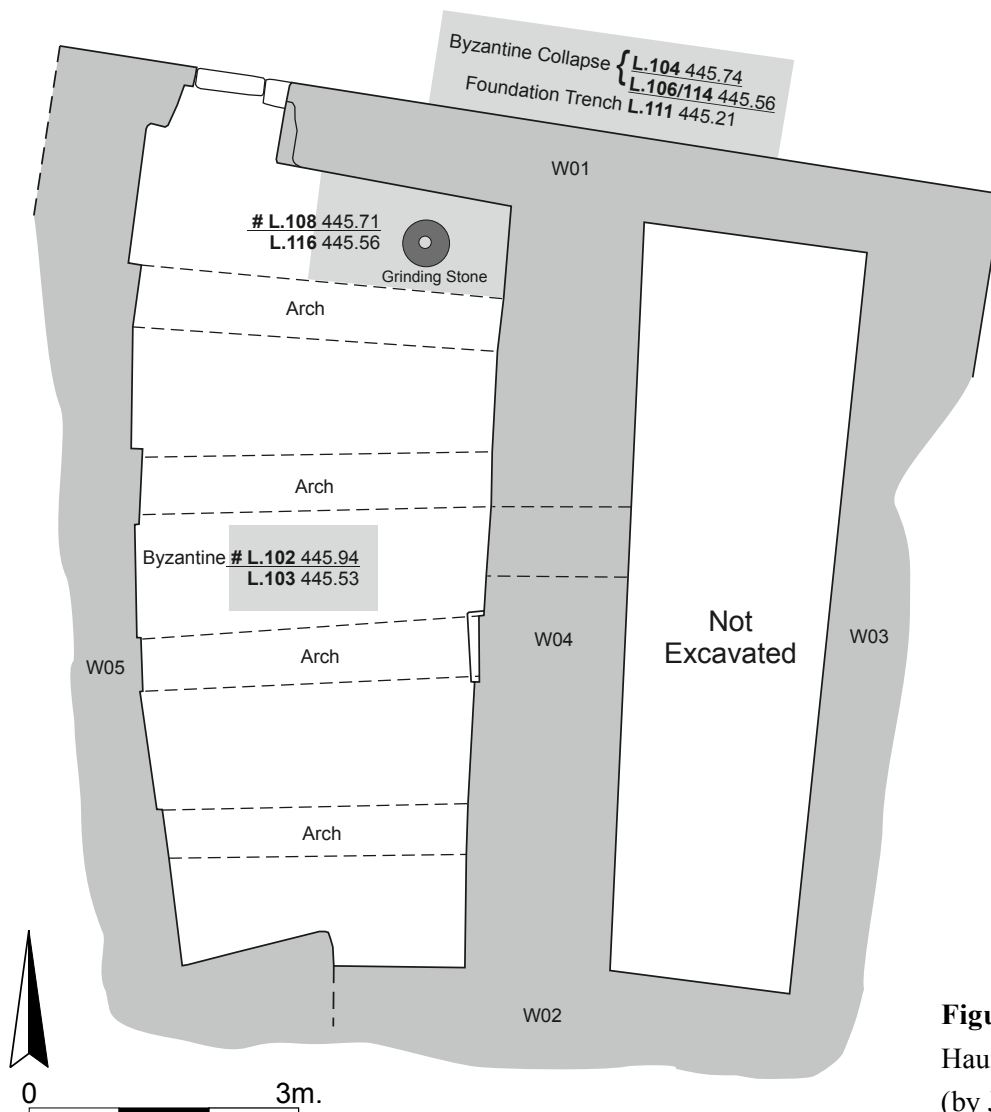 Byzantine Collapse { L.104 445.74
L.106/114 445.56
Foundation Trench L.111 445.21
W01
# L.108 445.71
L.116 445.56
Grinding Stone
Arch
Arch
Byzantine # L.102 445.94
L.103 445.53
Not
Excavated
W04
W03
Arch
W05
Arch
W02
0 3m.
Figu
Hau
(by J